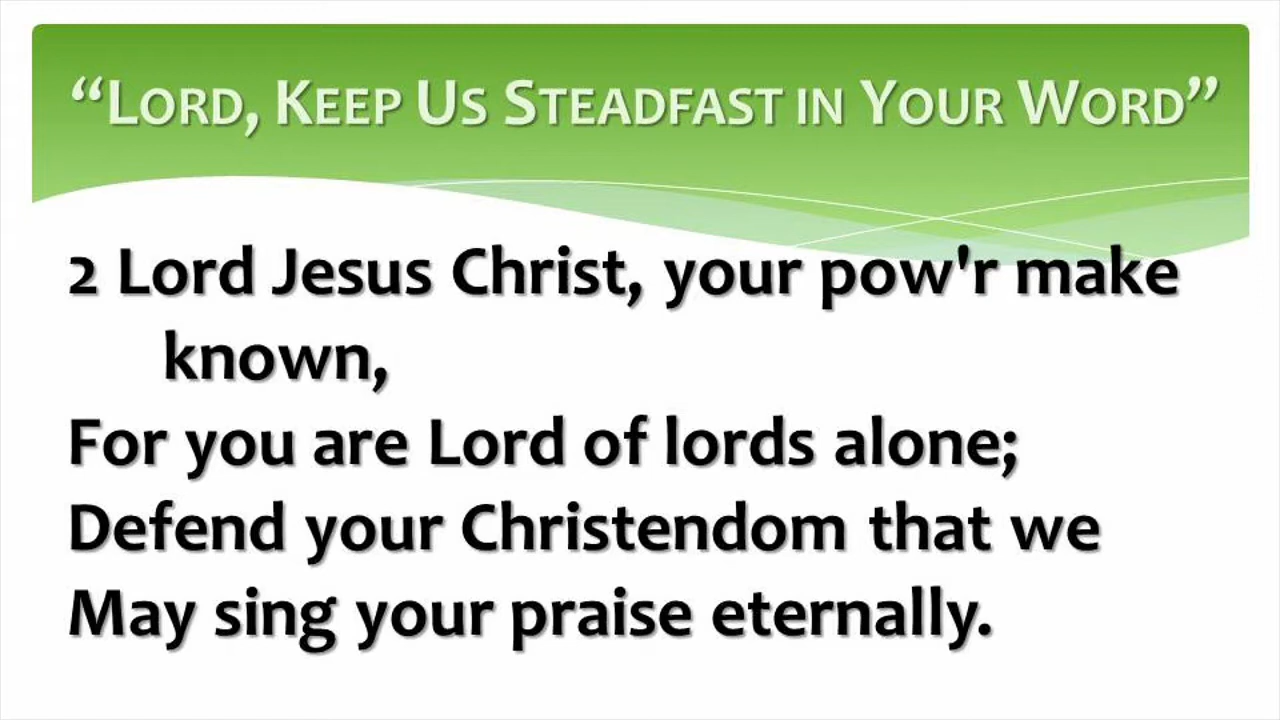 “LORD, KEEP US STEADFAST IN YOUR WORD”
2 Lord Jesus Christ, your pow'r make
known,
For you are Lord of lords alone;
Defend your Christendom that we
May sing your praise eternally.